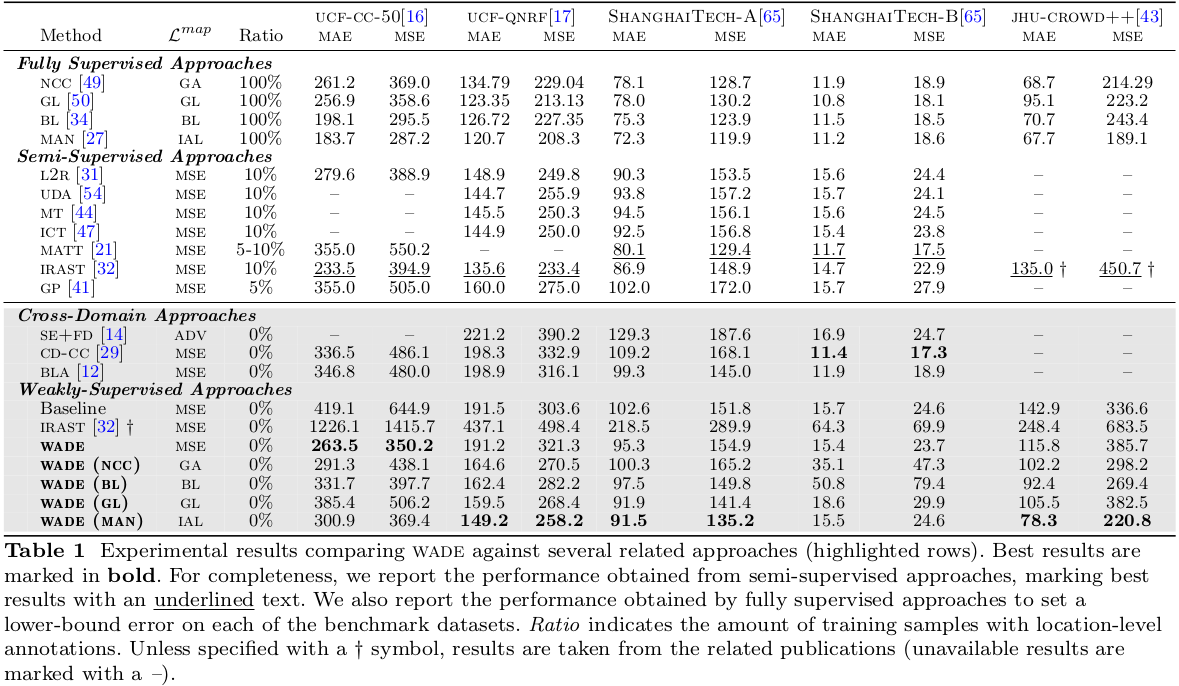 UCF-CC-50[16] UCF-QNRF[17] SHANGHAITECH-A[65] SHANGHAITECH-B[65] JHU-CROWD++[43]
Method 𝓛^map Ratio MAE MSE MAE MSE MAE MSE MAE MSE MAE MSE
Fully Supervised Approaches
NCC [49] GA 100% 261.2 369.0 134.79 229.04 78.1 128.7 11.9 18.9 68.7 214.29
GL [50] GL 100% 256.9 358.6 123.35 213.13 78.0 130.2 10.8 18.1 95.1 223.2
BL [34] BL 100% 198.1 295.5 126.72 227.35 75.3 123.9 11.5 18.5 70.7 243.4
MAN [27] IAL 100% 183.7 287.2 120.7 208.3 72.3 119.9 11.2 18.6 67.7 189.1
Semi-Supervised Approaches
L2R [31] MSE 10% 279.6 388.9 148.9 249.8 90.3 153.5 15.6 24.4 – –
UDA [54] MSE 10% – – 144.7 255.9 93.8 157.2 15.7 24.1 – –
MT [44] MSE 10% – – 145.5 250.3 94.5 156.1 15.6 24.5 – –
ICT [47] MSE 10% – – 144.9 250.0 92.5 156.8 15.4 23.8 – –
MATT [21] MSE 5-10% 355.0 550.2 – – 80.1 129.4 11.7 17.5 – –
IRAST [32] MSE 10% 233.5 394.9 135.6 233.4 86.9 148.9 14.7 22.9 135.0 † 450.7 †
GP [41] MSE 5% 355.0 505.0 160.0 275.0 102.0 172.0 15.7 27.9 – –
Cross-Domain Approaches
SE+FD [14] ADV 0% – – 221.2 390.2 129.3 187.6 16.9 24.7 – –
CD-CC [29] MSE 0% 336.5 486.1 198.3 332.9 109.2 168.1 11.4 17.3 – –
BLA [12] MSE 0% 346.8 480.0 198.9 316.1 99.3 145.0 11.9 18.9 – –
Weakly-Supervised Approaches
Baseline MSE 0% 419.1 644.9 191.5 303.6 102.6 151.8 15.7 24.6 142.9 336.6
IRAST [32] † MSE 0% 1226.1 1415.7 437.1 498.4 218.5 289.9 64.3 69.9 248.4 683.5
WADE MSE 0% 263.5 350.2 191.2 321.3 95.3 154.9 15.4 23.7 115.8 385.7
WADE (NCC) GA 0% 291.3 438.1 164.6 270.5 100.3 165.2 35.1 47.3 102.2 298.2
WADE (BL) BL 0% 331.7 397.7 162.4 282.2 97.5 149.8 50.8 79.4 92.4 269.4
WADE (GL) GL 0% 385.4 506.2 159.5 268.4 91.9 141.4 18.6 29.9 105.5 382.5
WADE (MAN) IAL 0% 300.9 369.4 149.2 258.2 91.5 135.2 15.5 24.6 78.3 220.8
Table 1 Experimental results comparing WADE against several related approaches (highlighted rows). Best results are
marked in bold. For completeness, we report the performance obtained from semi-supervised approaches, marking best
results with an underlined text. We also report the performance obtained by fully supervised approaches to set a
lower-bound error on each of the benchmark datasets. Ratio indicates the amount of training samples with location-level
annotations. Unless specified with a † symbol, results are taken from the related publications (unavailable results are
marked with a –).